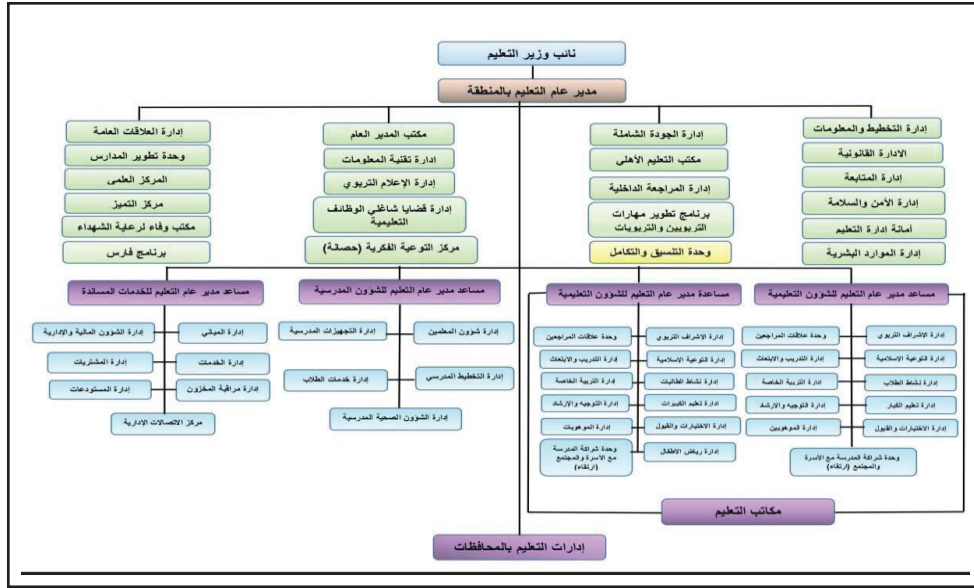 نائب وزير التعليم
مدير عام التعليم بالمنطقة
إدارة التخطيط والمعلومات
الادارة القانونية
إدارة المتابعة
إدارة الأمن والسلامة
أمانة إدارة التعليم
إدارة الموارد البشرية
إدارة الجودة الشاملة
مكتب التعليم الأهلي
إدارة المراجعة الداخلية
برنامج تطوير مهارات
التربويين والتربويات
وحدة التنسيق والتكامل
مكتب المدير العام
إدارة تقنية المعلومات
إدارة الإعلام التربوي
إدارة قضايا شاغلي الوظائف
التعليمية
مركز التوعية الفكرية (حصانة)
إدارة العلاقات العامة
وحدة تطوير المدارس
المركز العلمي
مركز التميز
مكتب وفاء لرعاية الشهداء
برنامج فارس
مساعد مدير عام التعليم للشؤون التعليمية
إدارة الاشراف التربوي
وحدة علاقات المراجعين
إدارة التوعية الاسلامية
إدارة التدريب والابتعاث
إدارة نشاط الطلاب
إدارة التربية الخاصة
إدارة تعليم الكبار
إدارة التوجيه والارشاد
إدارة الاختبارات والقبول
إدارة الموهوبين
وحدة شراكة المدرسة مع الأسرة
والمجتمع (ارتقاء)
مساعدة مدير عام التعليم للشؤون التعليمية
إدارة الاشراف التربوي
وحدة علاقات المراجعين
إدارة التوعية الاسلامية
إدارة التدريب والابتعاث
إدارة نشاط الطالبات
إدارة التربية الخاصة
إدارة تعليم الكبيرات
إدارة التوجيه والارشاد
إدارة الاختبارات والقبول
إدارة الموهوبات
إدارة رياض الأطفال
وحدة شراكة المدرسة
مع الأسرة والمجتمع
(ارتقاء)
مساعد مدير عام التعليم للشؤون المدرسية
إدارة شؤون المعلمين
إدارة التجهيزات المدرسية
إدارة التخطيط المدرسي
إدارة خدمات الطلاب
إدارة الشؤون الصحية المدرسية
مساعد مدير عام التعليم للخدمات المساندة
إدارة المباني
إدارة الشؤون المالية والإدارية
إدارة الخدمات
إدارة المشتريات
إدارة مراقبة المخزون
إدارة المستودعات
مركز الاتصالات الإدارية
مكاتب التعليم
إدارات التعليم بالمحافظات